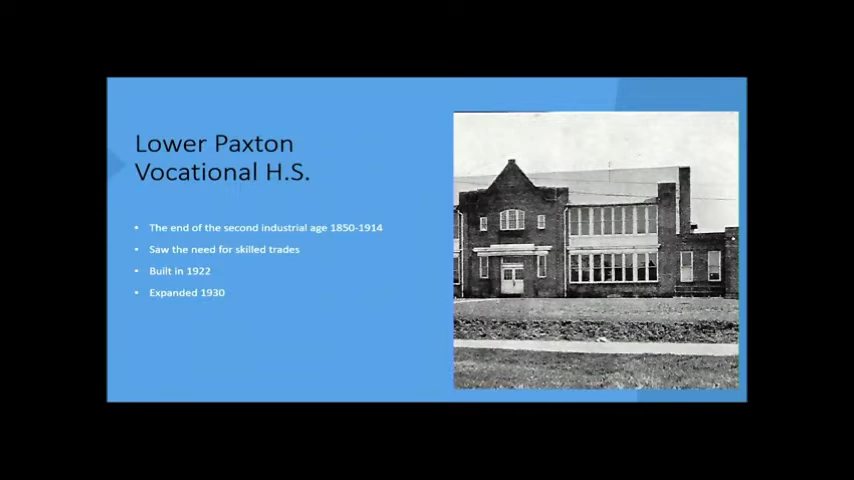 Lower Paxton
Vocational H.S.
• The end of the second industrial age 1850-1914
• Saw the need for skilled trades
• Built in 1922
• Expanded 1930